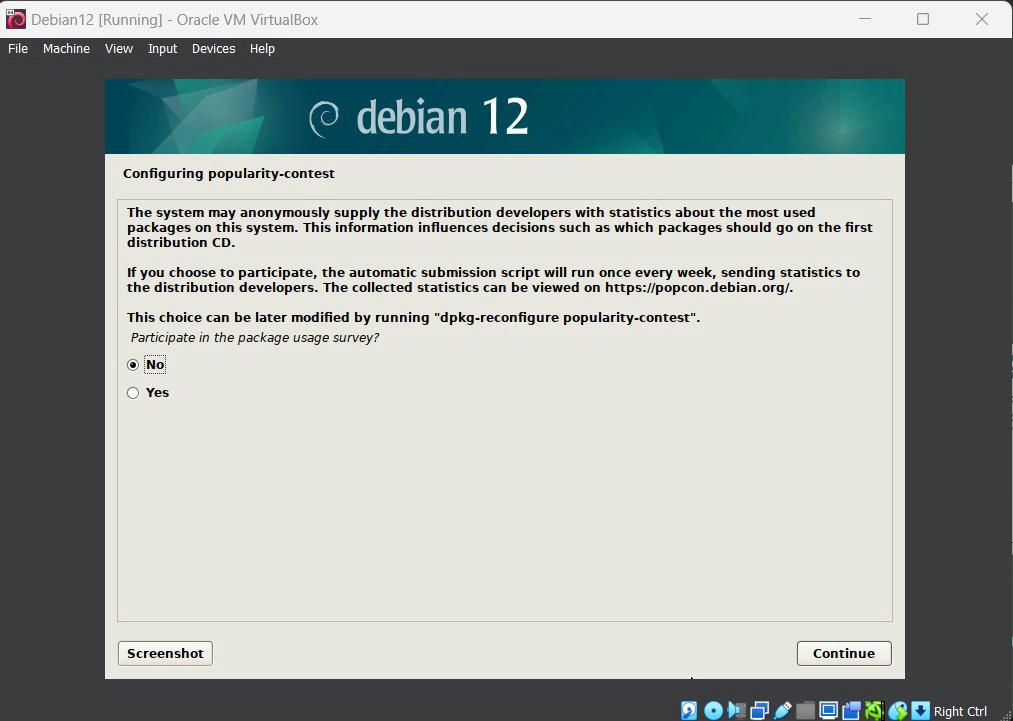 Debian12 [Running] - Oracle VM VirtualBox
File Machine View Input Devices Help
debian 12
Configuring popularity-contest
The system may anonymously supply the distribution developers with statistics about the most used
packages on this system. This information influences decisions such as which packages should go on the first
distribution CD.
If you choose to participate, the automatic submission script will run once every week, sending statistics to
the distribution developers. The collected statistics can be viewed on https://popcon.debian.org/.
This choice can be later modified by running "dpkg-reconfigure popularity-contest".
Participate in the package usage survey?
No
Yes
Screenshot Continue
Right Ctrl